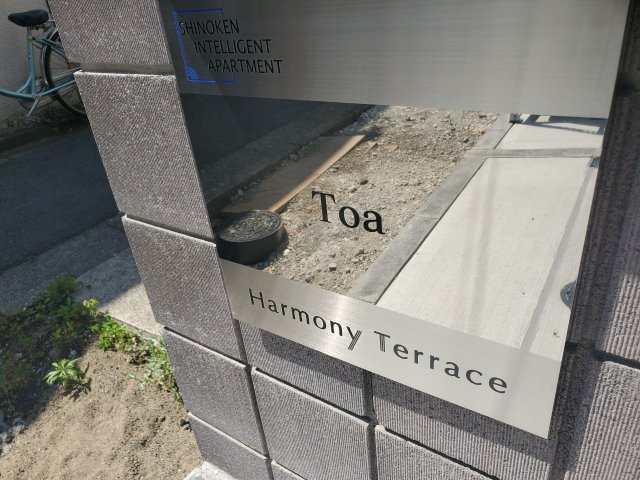 SHINOKEN
INTELLIGENT
APARTMENT
Toa
Harmony Terrace